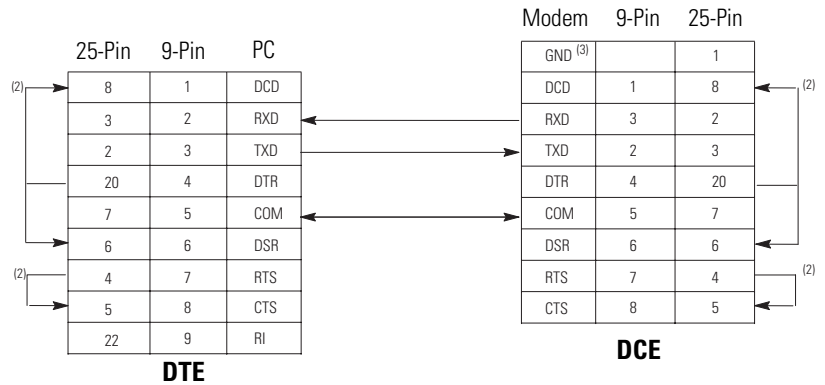 Modem 9-Pin 25-Pin
GND (3) 1
25-Pin 9-Pin PC
(2) 8 1 DCD
3 2 RXD
2 3 TXD
20 4 DTR
7 5 COM
6 6 DSR
(2) 4 7 RTS
5 8 CTS
22 9 RI
DTE
DCD 1 8 (2)
RXD 3 2
TXD 2 3
DTR 4 20
COM 5 7
DSR 6 6
RTS 7 4 (2)
CTS 8 5
DCE